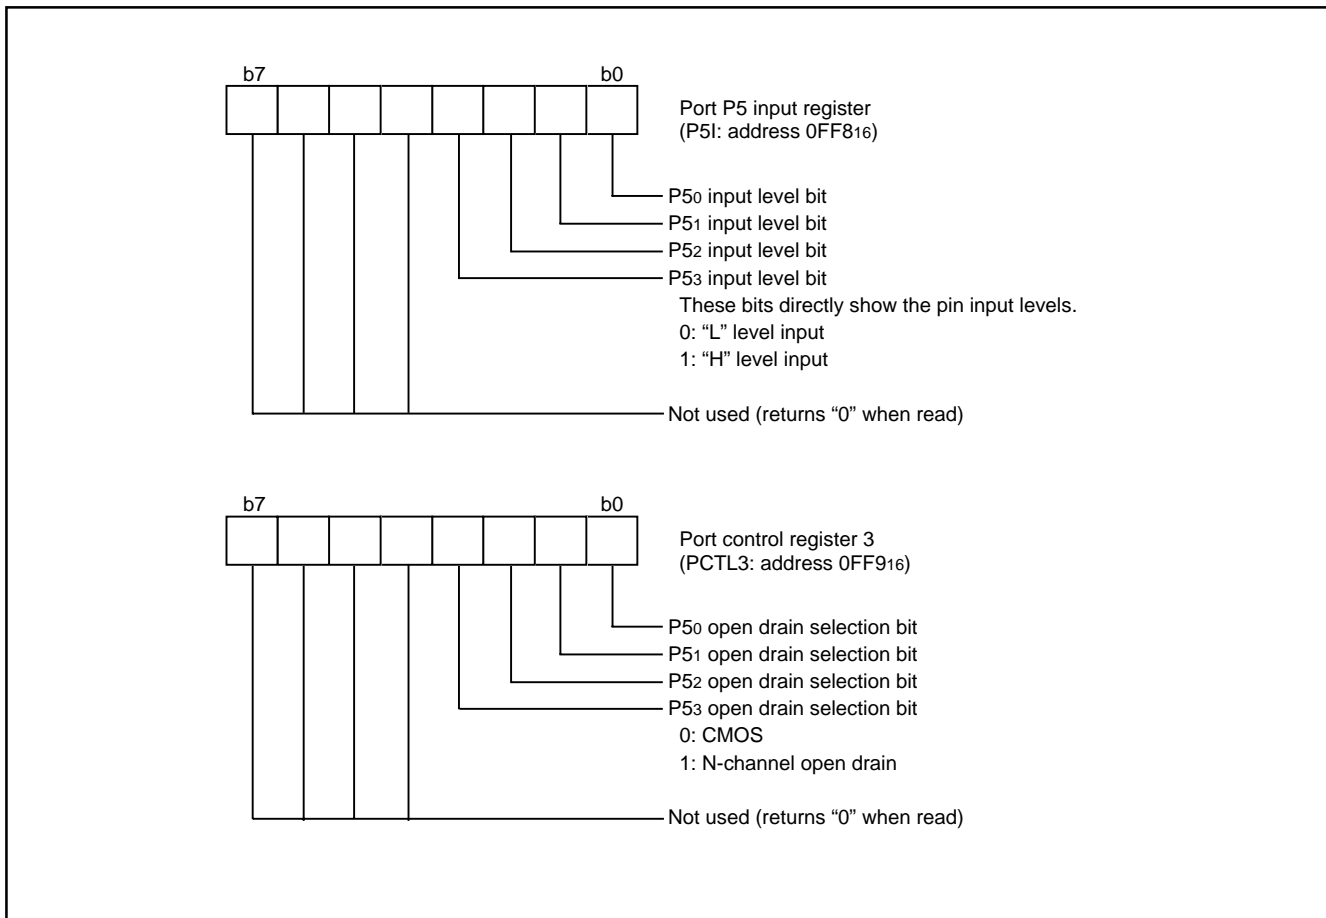 b7 b0
Port P5 input register
(P5I: address 0FF816)
P50 input level bit
P51 input level bit
P52 input level bit
P53 input level bit
These bits directly show the pin input levels.
0: “L” level input
1: “H” level input
Not used (returns “0” when read)
b7 b0
Port control register 3
(PCTL3: address 0FF916)
P50 open drain selection bit
P51 open drain selection bit
P52 open drain selection bit
P53 open drain selection bit
0: CMOS
1: N-channel open drain
Not used (returns “0” when read)